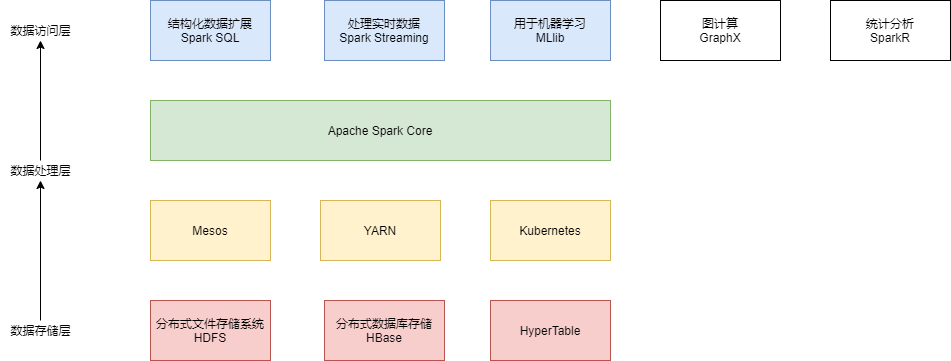 数据访问层
结构化数据扩展
Spark SQL
处理实时数据
Spark Streaming
用于机器学习
MLlib
图计算
GraphX
统计分析
SparkR
Apache Spark Core
数据处理层
Mesos
YARN
Kubernetes
数据存储层
分布式文件存储系统
HDFS
分布式数据库存储
HBase
HyperTable